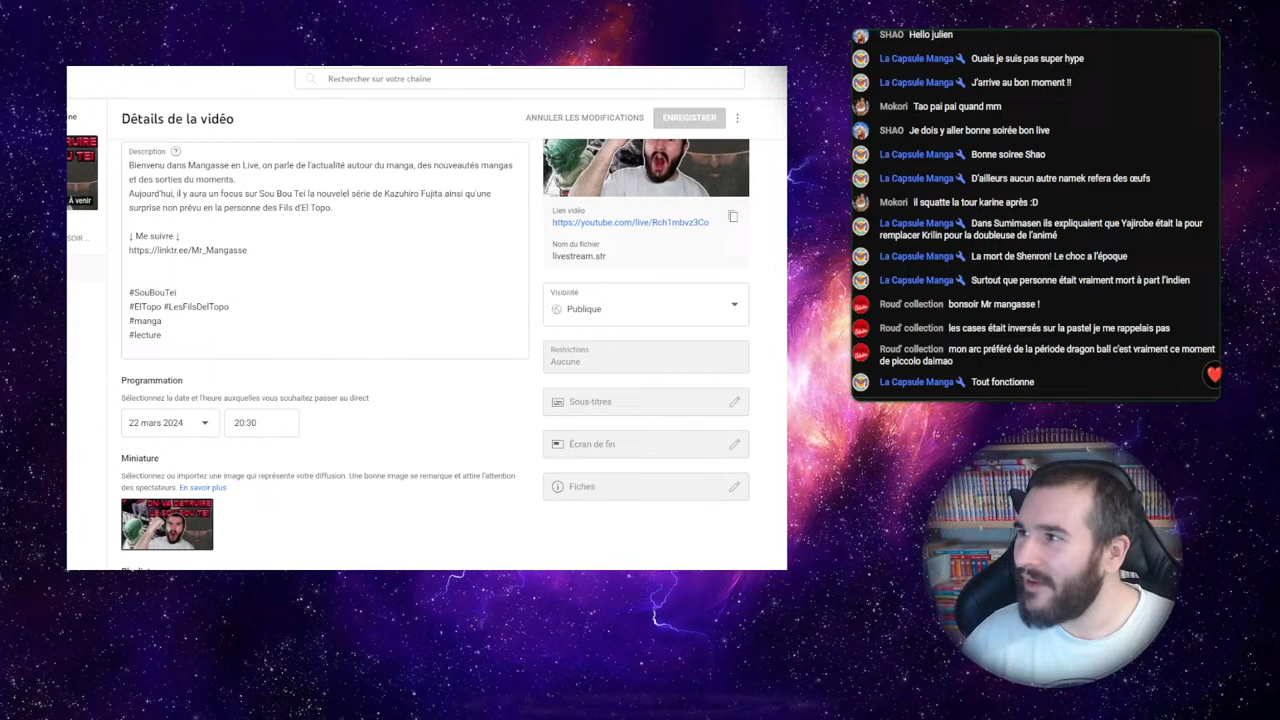 Rechercher sur votre chaîne
ne
Détails de la vidéo
ANNULER LES MODIFICATIONS
ENREGISTRER
À venir
SOIR ...
Description
Bienvenu dans Mangasse en Live, on parle de l'actualité autour du manga, des nouveautés mangas
et des sorties du moments.
Aujourd'hui, il y aura un focus sur Sou Bou Tei la nouvelel série de Kazuhiro Fujita ainsi qu'une
surprise non prévu en la personne des Fils d'El Topo.
↓ Me suivre ↓
https://linktr.ee/Mr_Mangasse
#SouBouTei
#ElTopo #LesFilsDelTopo
#manga
#lecture
Programmation
Sélectionnez la date et l'heure auxquelles vous souhaitez passer au direct
22 mars 2024
20:30
Miniature
Sélectionnez ou importez une image qui représente votre diffusion. Une bonne image se remarque et attire l'attention
des spectateurs. En savoir plus
ON VA DETRUIRE
LE SOU BOU TEI
Lien vidéo
https://youtube.com/live/Rch1mbvz3Co
Nom du fichier
livestream.str
Visibilité
Publique
Restrictions
Aucune
Sous-titres
Écran de fin
Fiches
SHAO Hello julien
La Capsule Manga Ouais je suis pas super hype
La Capsule Manga J'arrive au bon moment !!
Mokori Tao pai pai quand mm
SHAO Je dois y aller bonne soirée bon live
La Capsule Manga Bonne soiree Shao
La Capsule Manga D'ailleurs aucun autre namek refera des œufs
Mokori il squatte la tour karine après :D
La Capsule Manga Dans Sumimasen ils expliquaient que Yajirobe était la pour
remplacer Krilin pour la doubleuse de l'animé
La Capsule Manga La mort de Shenron! Le choc a l'époque
La Capsule Manga Surtout que personne était vraiment mort à part l'indien
Roud' collection bonsoir Mr mangasse !
Roud' collection les cases était inversés sur la pastel je me rappelais pas
Roud' collection mon arc préféré de la période dragon ball c'est vraiment ce moment
de piccolo daimao
La Capsule Manga Tout fonctionne